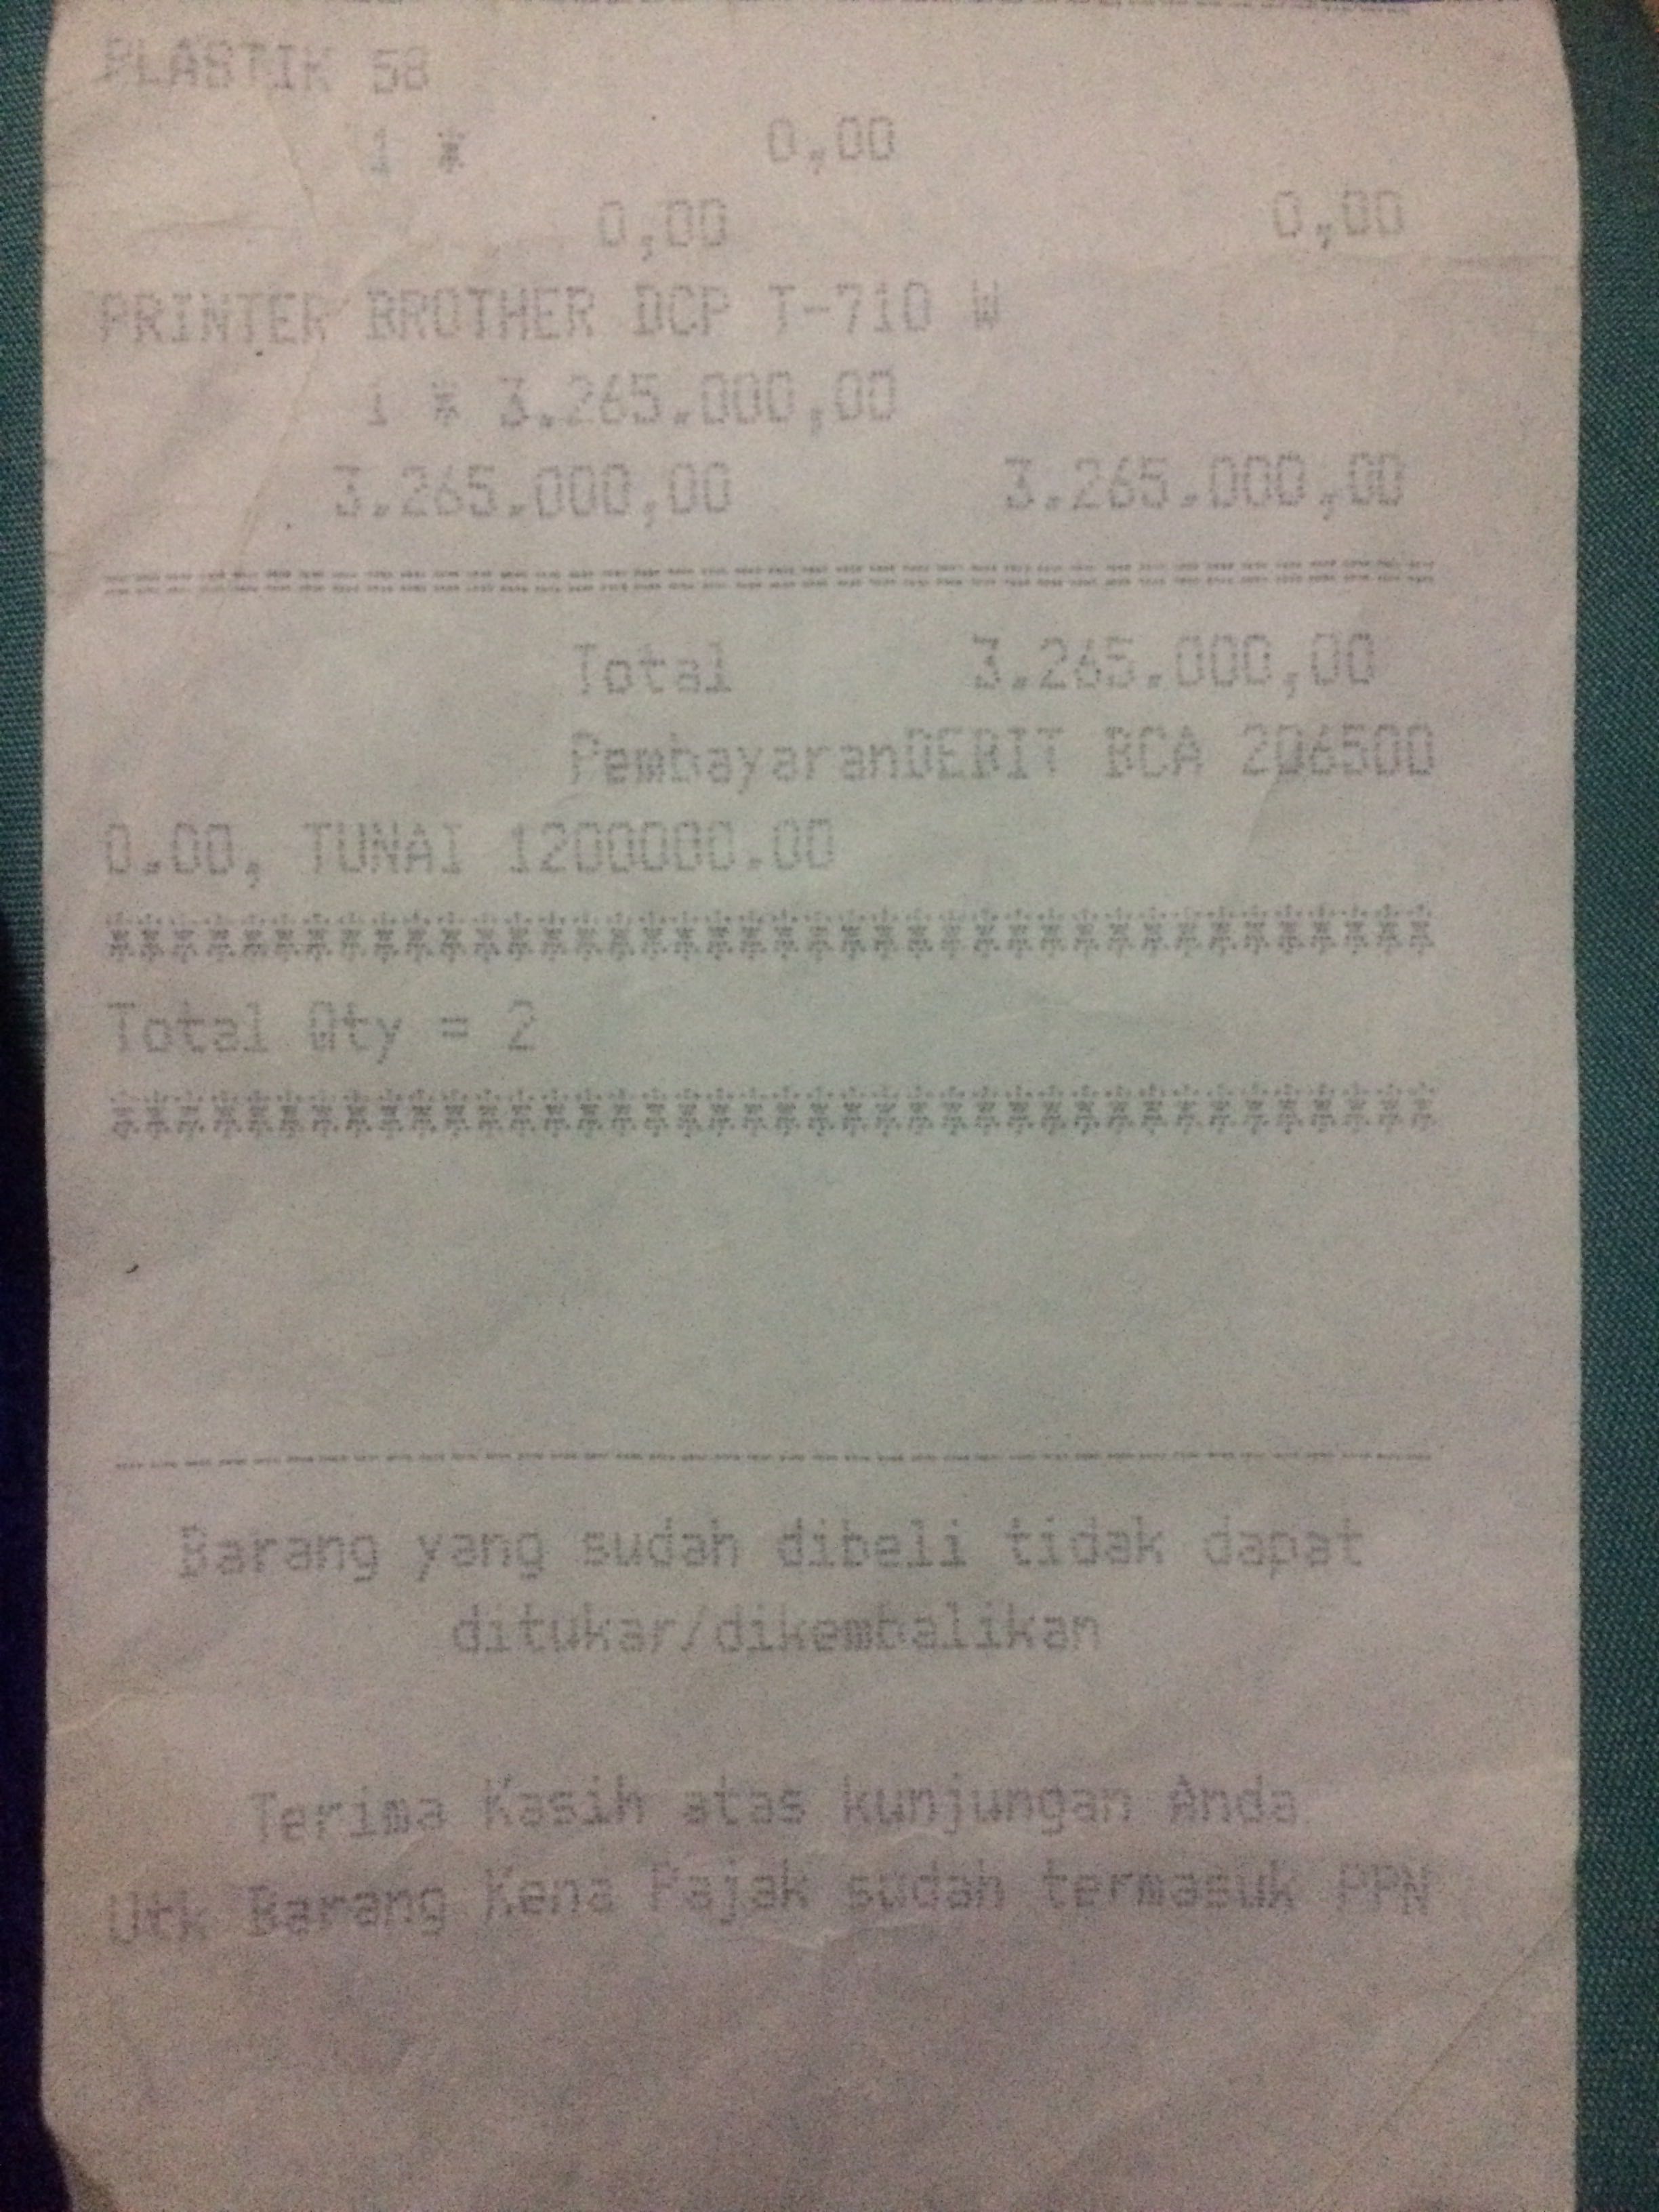 PLASTIK 58
1 * 0,00
0,00 0,00
PRINTER BROTHER DCP T-710 W
1 * 3.265.000,00
3.265.000,00 3.265.000,00
========================================
Total 3.265.000,00
PembayaranDEBIT BCA 206500
0.00, TUNAI 1200000.00
****************************************
Total Qty = 2
****************************************
----------------------------------------
Barang yang sudah dibeli tidak dapat
ditukar/dikembalikan
Terima Kasih atas kunjungan Anda
Utk Barang Kena Pajak sudah termasuk PPN